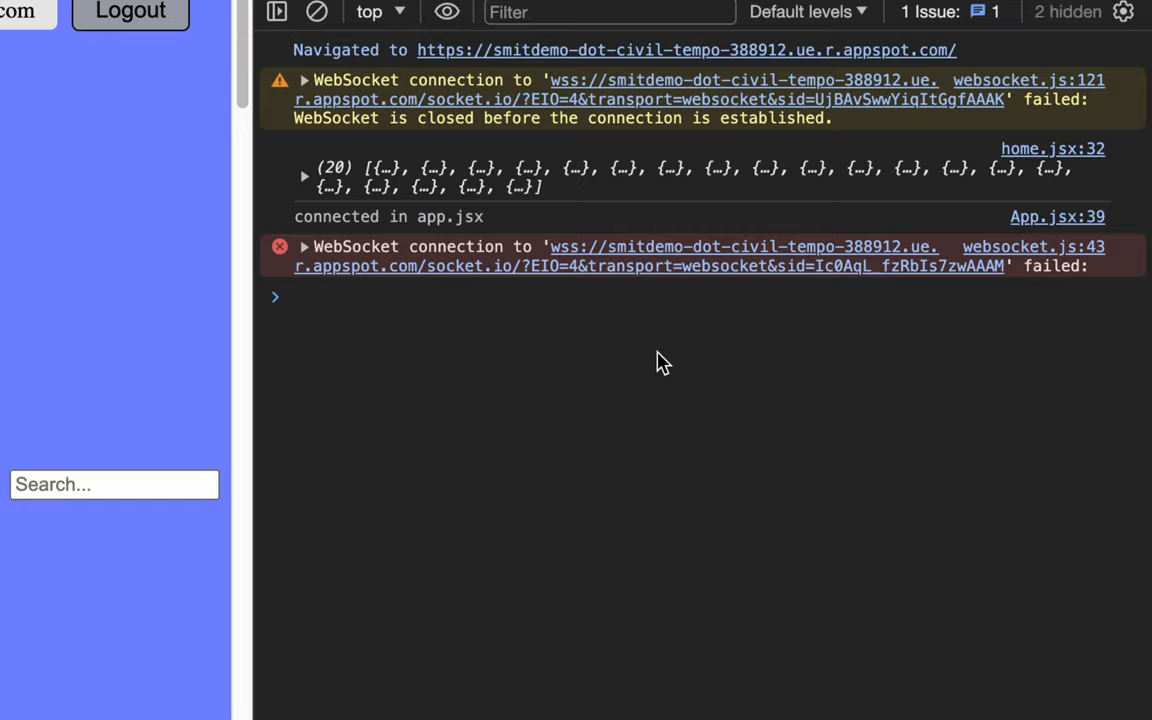 com
Logout
top
Filter
Default levels
1 Issue:
1
2 hidden
Navigated to https://smitdemo-dot-civil-tempo-388912.ue.r.appspot.com/
WebSocket connection to 'wss://smitdemo-dot-civil-tempo-388912.ue. websocket.js:121
r.appspot.com/socket.io/?EIO=4&transport=websocket&sid=UjBAvSwwYiqItGgfAAAK' failed:
WebSocket is closed before the connection is established.
home.jsx:32
(20) [{…}, {…}, {…}, {…}, {…}, {…}, {…}, {…}, {…}, {…}, {…}, {…}, {…}, {…}, {…},
{…}, {…}, {…}, {…}, {…}]
connected in app.jsx App.jsx:39
WebSocket connection to 'wss://smitdemo-dot-civil-tempo-388912.ue. websocket.js:43
r.appspot.com/socket.io/?EIO=4&transport=websocket&sid=Ic0AqL_fzRbIs7zwAAAM' failed:
Search...